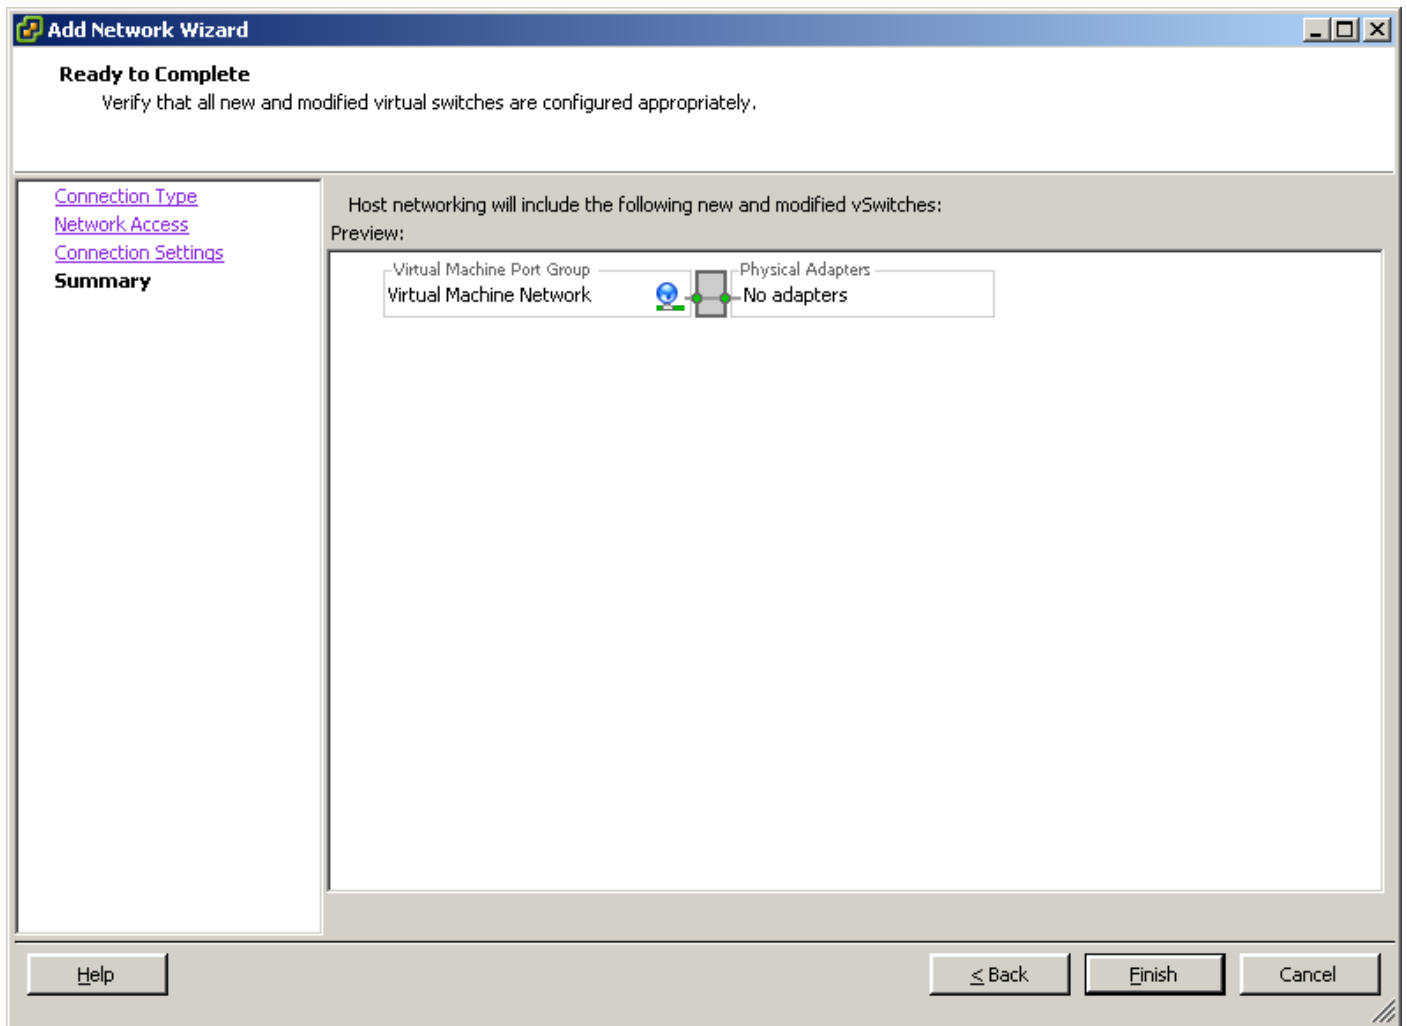 Add Network Wizard
Ready to Complete
Verify that all new and modified virtual switches are configured appropriately.
Connection Type
Network Access
Connection Settings
Summary
Host networking will include the following new and modified vSwitches:
Preview:
Virtual Machine Port Group
Physical Adapters
Virtual Machine Network
No adapters
Help
< Back
Finish
Cancel